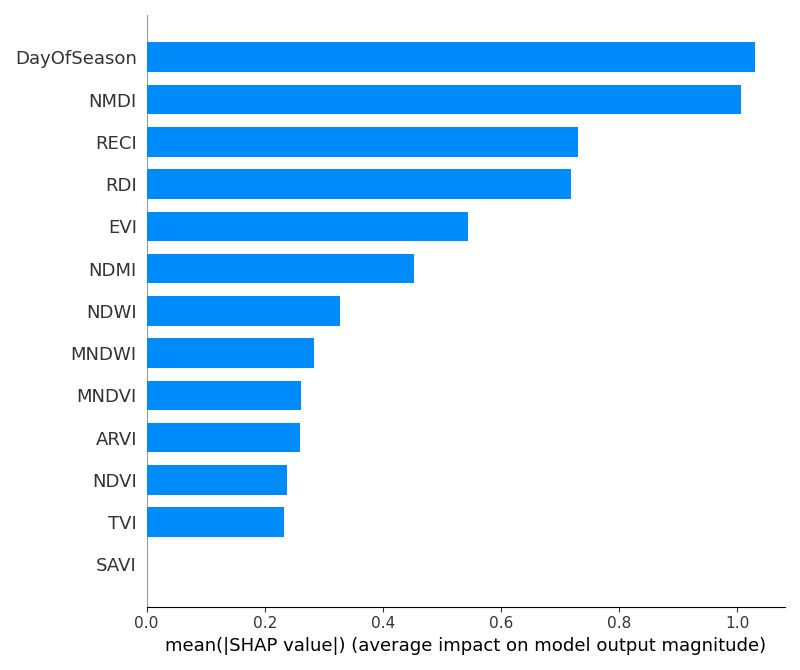 DayOfSeason
NMDI
RECI
RDI
EVI
NDMI
NDWI
MNDWI
MNDVI
ARVI
NDVI
TVI
SAVI
0.0 0.2 0.4 0.6 0.8 1.0
mean(|SHAP value|) (average impact on model output magnitude)